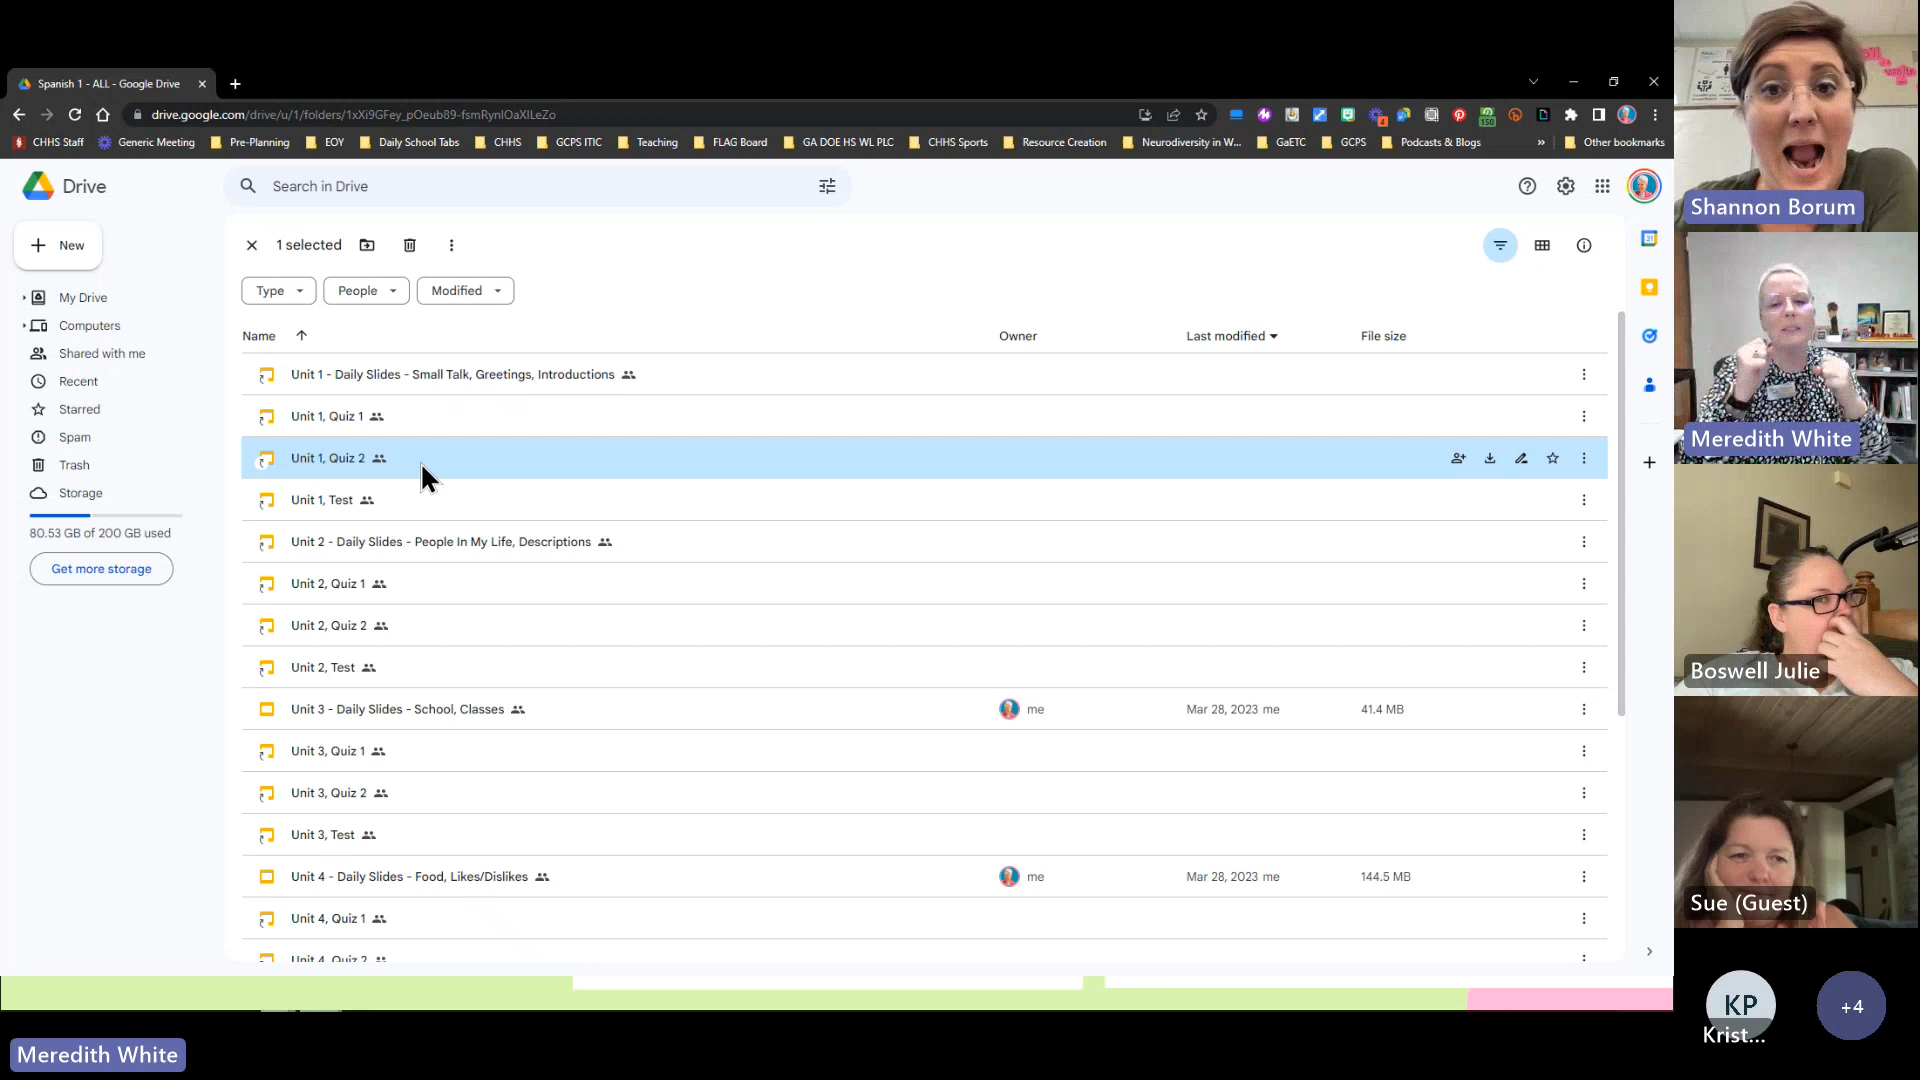 Spanish 1 - ALL - Google Drive
drive.google.com/drive/u/1/folders/1xXi9GFey_pOeub89-fsmRynlOaXILeZo
4
150
CHHS Staff
Generic Meeting
Pre-Planning
EOY
Daily School Tabs
CHHS
GCPS ITIC
Teaching
FLAG Board
GA DOE HS WL PLC
CHHS Sports
Resource Creation
Neurodiversity in W...
GaETC
GCPS
Podcasts & Blogs
»
Other bookmarks
Drive
Search in Drive
New
My Drive
Computers
Shared with me
Recent
Starred
Spam
Trash
Storage
80.53 GB of 200 GB used
Get more storage
1 selected
Type
People
Modified
Name
Owner
Last modified
File size
Unit 1 - Daily Slides - Small Talk, Greetings, Introductions
Unit 1, Quiz 1
Unit 1, Quiz 2
Unit 1, Test
Unit 2 - Daily Slides - People In My Life, Descriptions
Unit 2, Quiz 1
Unit 2, Quiz 2
Unit 2, Test
Unit 3 - Daily Slides - School, Classes me Mar 28, 2023 me 41.4 MB
Unit 3, Quiz 1
Unit 3, Quiz 2
Unit 3, Test
Unit 4 - Daily Slides - Food, Likes/Dislikes me Mar 28, 2023 me 144.5 MB
Unit 4, Quiz 1
Unit 4, Quiz 2
31
Shannon Borum
Meredith White
Boswell Julie
Sue (Guest)
KP
Krist...
+4
Meredith White